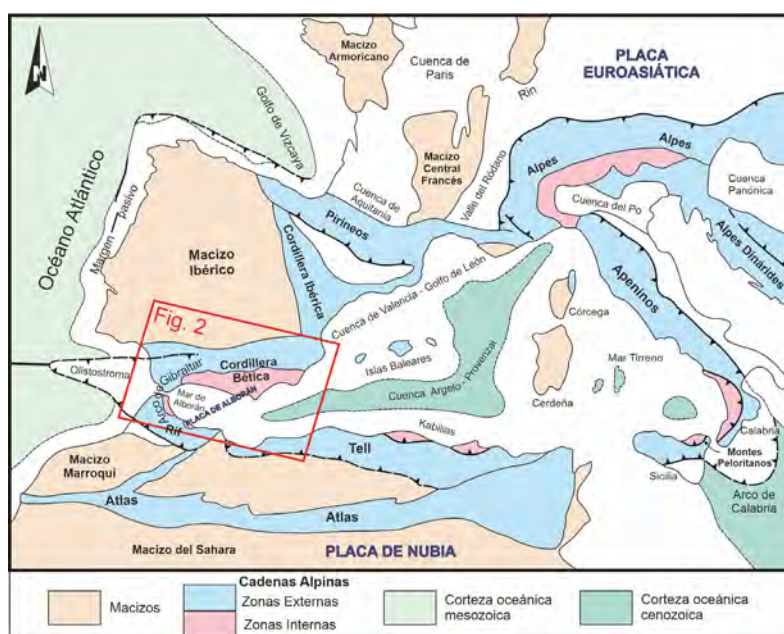 Macizo
Armoricano
Cuenca de
París
Rin
PLACA
EUROASIÁTICA
N
Golfo de Vizcaya
Océano Atlántico
Margen pasivo
Macizo
Central
Francés
Valle del Ródano
Cuenca de
Aquitania
Alpes
Alpes
Cuenca
Panónica
Cuenca del Po
Alpes Dináridos
Pirineos
Macizo
Ibérico
Cordillera Ibérica
Apeninos
Cuenca de Valencia - Golfo de León
Córcega
Fig. 2
Islas Baleares
Cuenca Argelo - Provenzal
Mar Tirreno
Cerdeña
Olistostroma
Arco de Gibraltar
Cordillera
Bética
Mar de
Alborán
PLACA DE ALBORÁN
Rif
Kabilias
Tell
Calabria
Montes
Peloritanos
Sicilia
Arco de
Calabria
Macizo
Marroquí
Atlas
Atlas
Macizo del Sahara
PLACA DE NUBIA
Macizos
Cadenas Alpinas
Zonas Externas
Zonas Internas
Corteza oceánica
mesozoica
Corteza oceánica
cenozoica